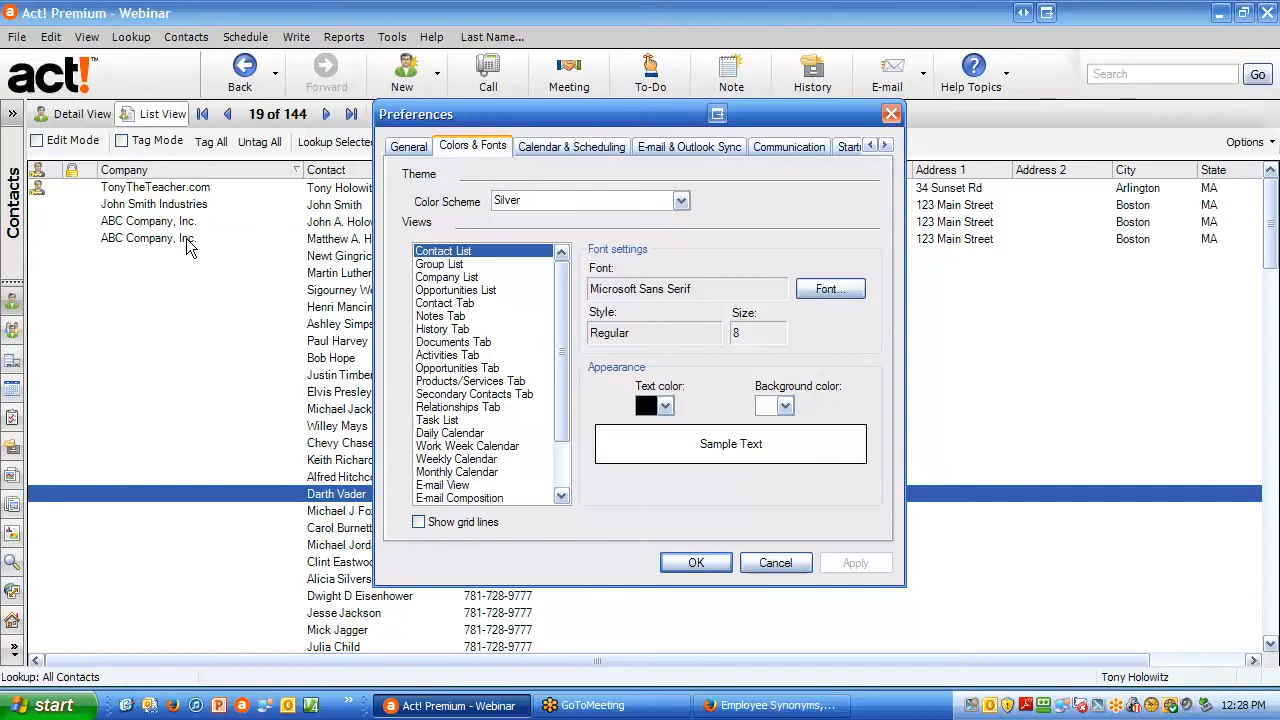 Act! Premium - Webinar
File Edit View Lookup Contacts Schedule Write Reports Tools Help Last Name...
act!™ Back Forward New Call Meeting To-Do Note History E-mail Help Topics Search Go
Detail View List View 19 of 144
Edit Mode Tag Mode Tag All Untag All Lookup Selected Options
Company Contact Address 1 Address 2 City State
TonyTheTeacher.com Tony Holowitz 34 Sunset Rd Arlington MA
John Smith Industries John Smith 123 Main Street Boston MA
ABC Company, Inc. John A. Holow 123 Main Street Boston MA
ABC Company, Inc. Matthew A. H 123 Main Street Boston MA
Newt Gingric
Martin Luther
Sigourney We
Henri Mancin
Ashley Simps
Paul Harvey
Bob Hope
Justin Timber
Elvis Presley
Michael Jack
Willey Mays
Chevy Chase
Keith Richard
Alfred Hitchco
Darth Vader
Michael J Fo
Carol Burnett
Michael Jord
Clint Eastwoo
Alicia Silvers
Dwight D Eisenhower 781-728-9777
Jesse Jackson 781-728-9777
Mick Jagger 781-728-9777
Julia Child 781-728-9777
Contacts
Preferences
General Colors & Fonts Calendar & Scheduling E-mail & Outlook Sync Communication Start
Theme
Color Scheme Silver
Views
Contact List
Group List
Company List
Opportunities List
Contact Tab
Notes Tab
History Tab
Documents Tab
Activities Tab
Opportunities Tab
Products/Services Tab
Secondary Contacts Tab
Relationships Tab
Task List
Daily Calendar
Work Week Calendar
Weekly Calendar
Monthly Calendar
E-mail View
E-mail Composition
Show grid lines
Font settings
Font:
Microsoft Sans Serif Font...
Style: Size:
Regular 8
Appearance
Text color: Background color:
Sample Text
OK Cancel Apply
Lookup: All Contacts Tony Holowitz
start Act! Premium - Webinar GoToMeeting Employee Synonyms,... 12:28 PM